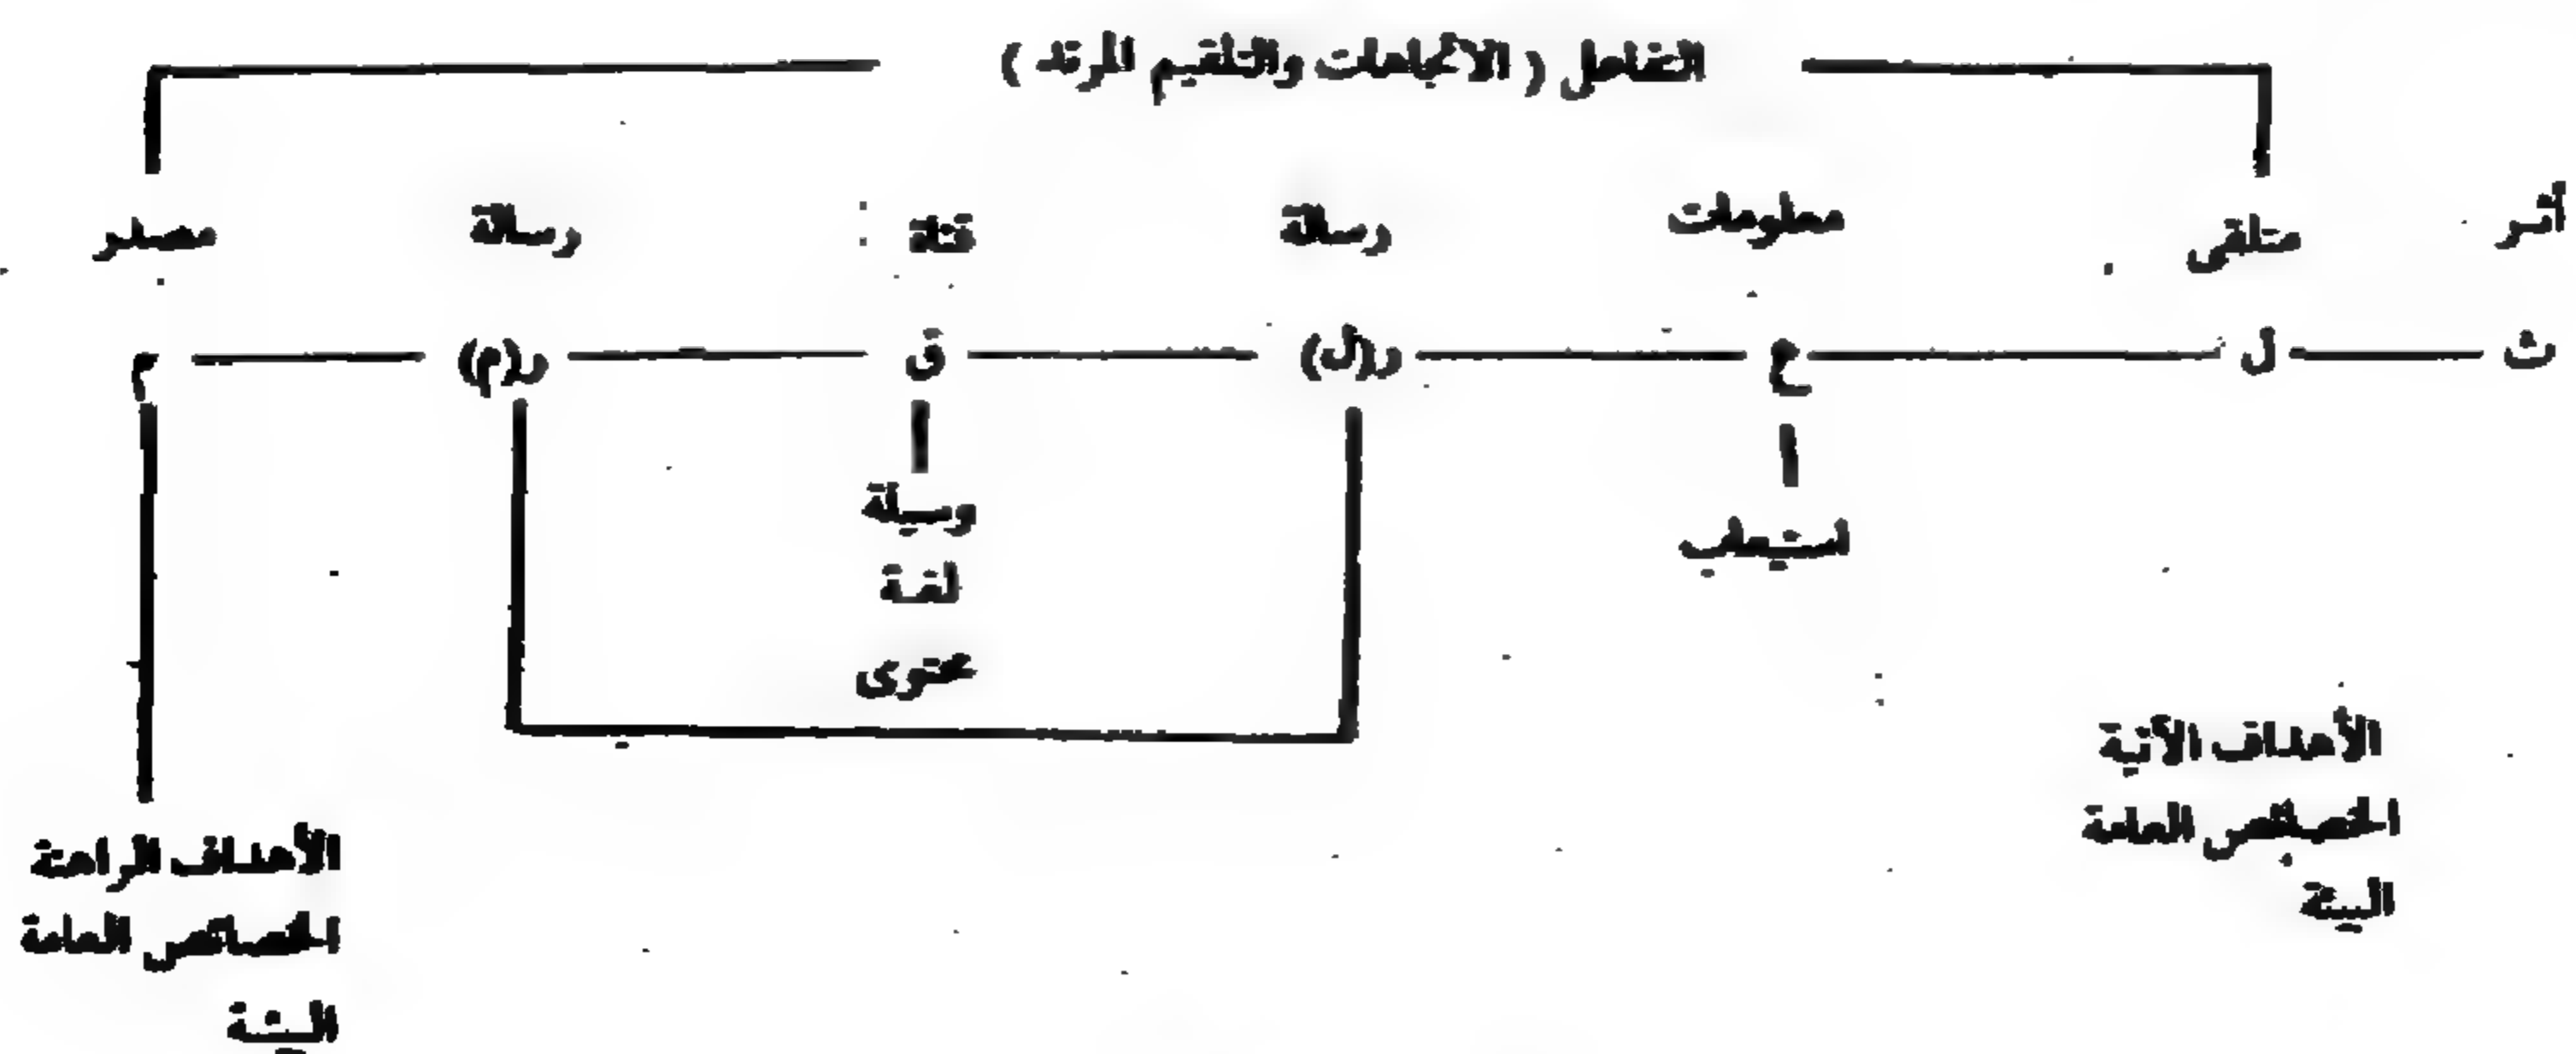 التفاعل ( الاتجاهات والتلقيم المرتد )
أثر متلقى معلومات رسالة قناة رسالة مصدر
ث ل ع ر(ل) ق ر(م) م
وسيلة
لغة
محتوى
استيعاب
الأهداف الآنية
الخصائص العامة
البيئة
الأهداف الراهنة
الخصائص العامة
البيئة